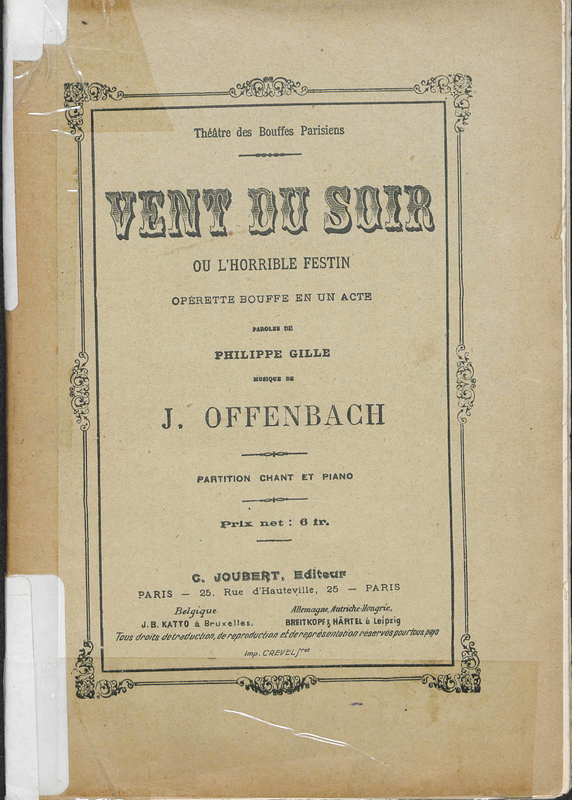 Théâtre des Bouffes Parisiens
VENT DU SOIR
OU L'HORRIBLE FESTIN
OPÉRETTE BOUFFE EN UN ACTE
PAROLES DE
PHILIPPE GILLE
MUSIQUE DE
J. OFFENBACH
PARTITION CHANT ET PIANO
Prix net : 6 fr.
C. JOUBERT, Editeur
PARIS — 25, Rue d'Hauteville, 25 — PARIS
Belgique
J. B. KATTO à Bruxelles,
Allemagne, Autriche-Hongrie,
BREITKOPF & HÄRTEL à Leipzig
Tous droits de traduction, de reproduction et de représentation réservés pour tous pays
Imp. CREVEL frères